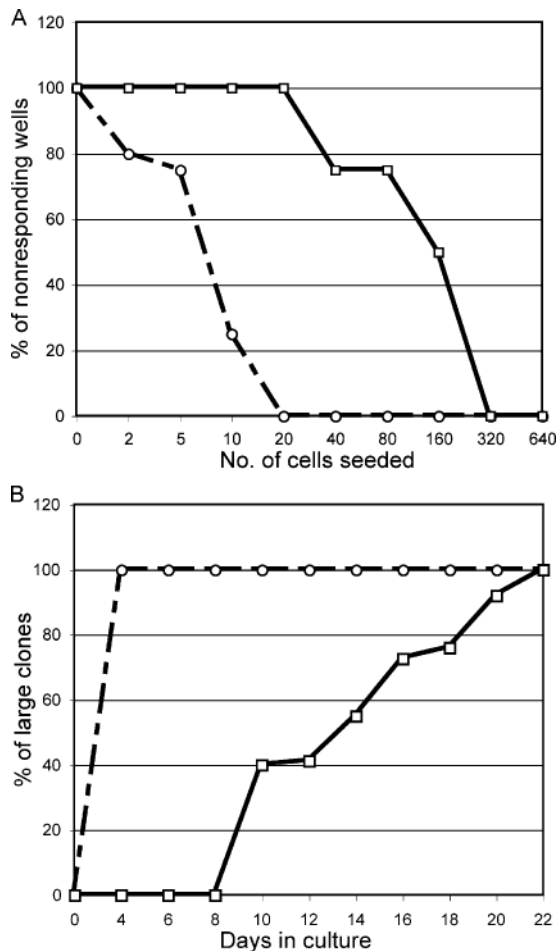 A
120
100
80
60
40
20
0
% of nonresponding wells
0 2 5 10 20 40 80 160 320 640
No. of cells seeded
B
120
100
80
60
40
20
0
% of large clones
0 4 6 8 10 12 14 16 18 20 22
Days in culture